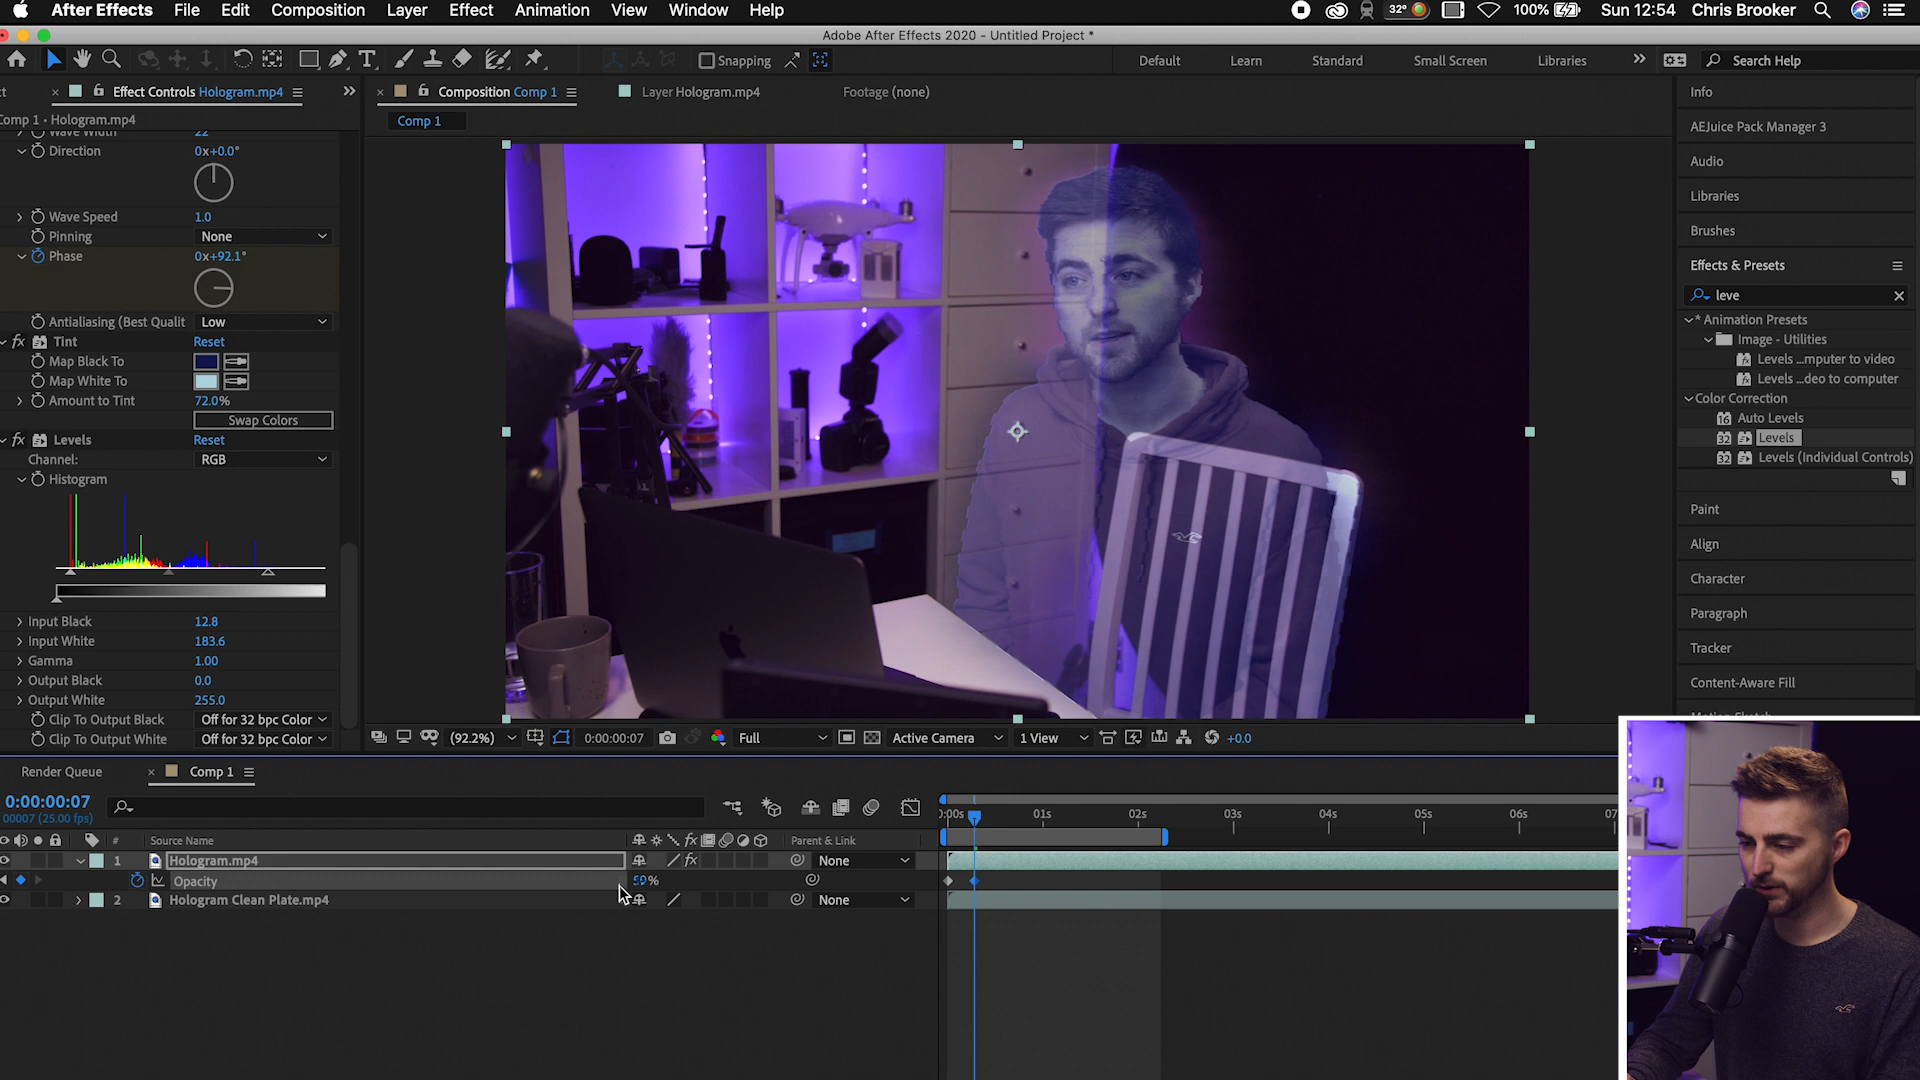 After Effects File Edit Composition Layer Effect Animation View Window Help
32° 100% Sun 12:54 Chris Brooker
Adobe After Effects 2020 - Untitled Project *
Snapping
Default Learn Standard Small Screen Libraries
Search Help
Effect Controls Hologram.mp4
Comp 1 • Hologram.mp4
Wave Width 22
Direction 0x+0.0°
Wave Speed 1.0
Pinning None
Phase 0x+92.1°
Antialiasing (Best Qualit Low
fx Tint Reset
Map Black To
Map White To
Amount to Tint 72.0%
Swap Colors
fx Levels Reset
Channel: RGB
Histogram
Input Black 12.8
Input White 183.6
Gamma 1.00
Output Black 0.0
Output White 255.0
Clip To Output Black Off for 32 bpc Color
Clip To Output White Off for 32 bpc Color
Composition Comp 1
Layer Hologram.mp4
Footage (none)
Comp 1
(92.2%) 0:00:00:07 Full Active Camera 1 View +0.0
Info
AEJuice Pack Manager 3
Audio
Libraries
Brushes
Effects & Presets
leve
* Animation Presets
Image - Utilities
Levels ...mputer to video
Levels ...deo to computer
Color Correction
16 Auto Levels
32 Levels
32 Levels (Individual Controls)
Paint
Align
Character
Paragraph
Tracker
Content-Aware Fill
Render Queue Comp 1
0:00:00:07
00007 (25.00 fps)
:00s 01s 02s 03s 04s 05s 06s
# Source Name fx Parent & Link
1 Hologram.mp4 fx None
Opacity
2 Hologram Clean Plate.mp4 None